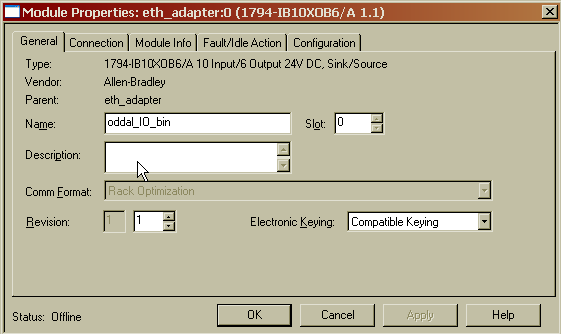 Module Properties: eth_adapter:0 (1794-IB10XOB6/A 1.1)
General Connection Module Info Fault/Idle Action Configuration
Type: 1794-IB10XOB6/A 10 Input/6 Output 24V DC, Sink/Source
Vendor: Allen-Bradley
Parent: eth_adapter
Name: oddal_IO_bin Slot: 0
Description:
Comm Format: Rack Optimization
Revision: 1 1 Electronic Keying: Compatible Keying
Status: Offline OK Cancel Apply Help